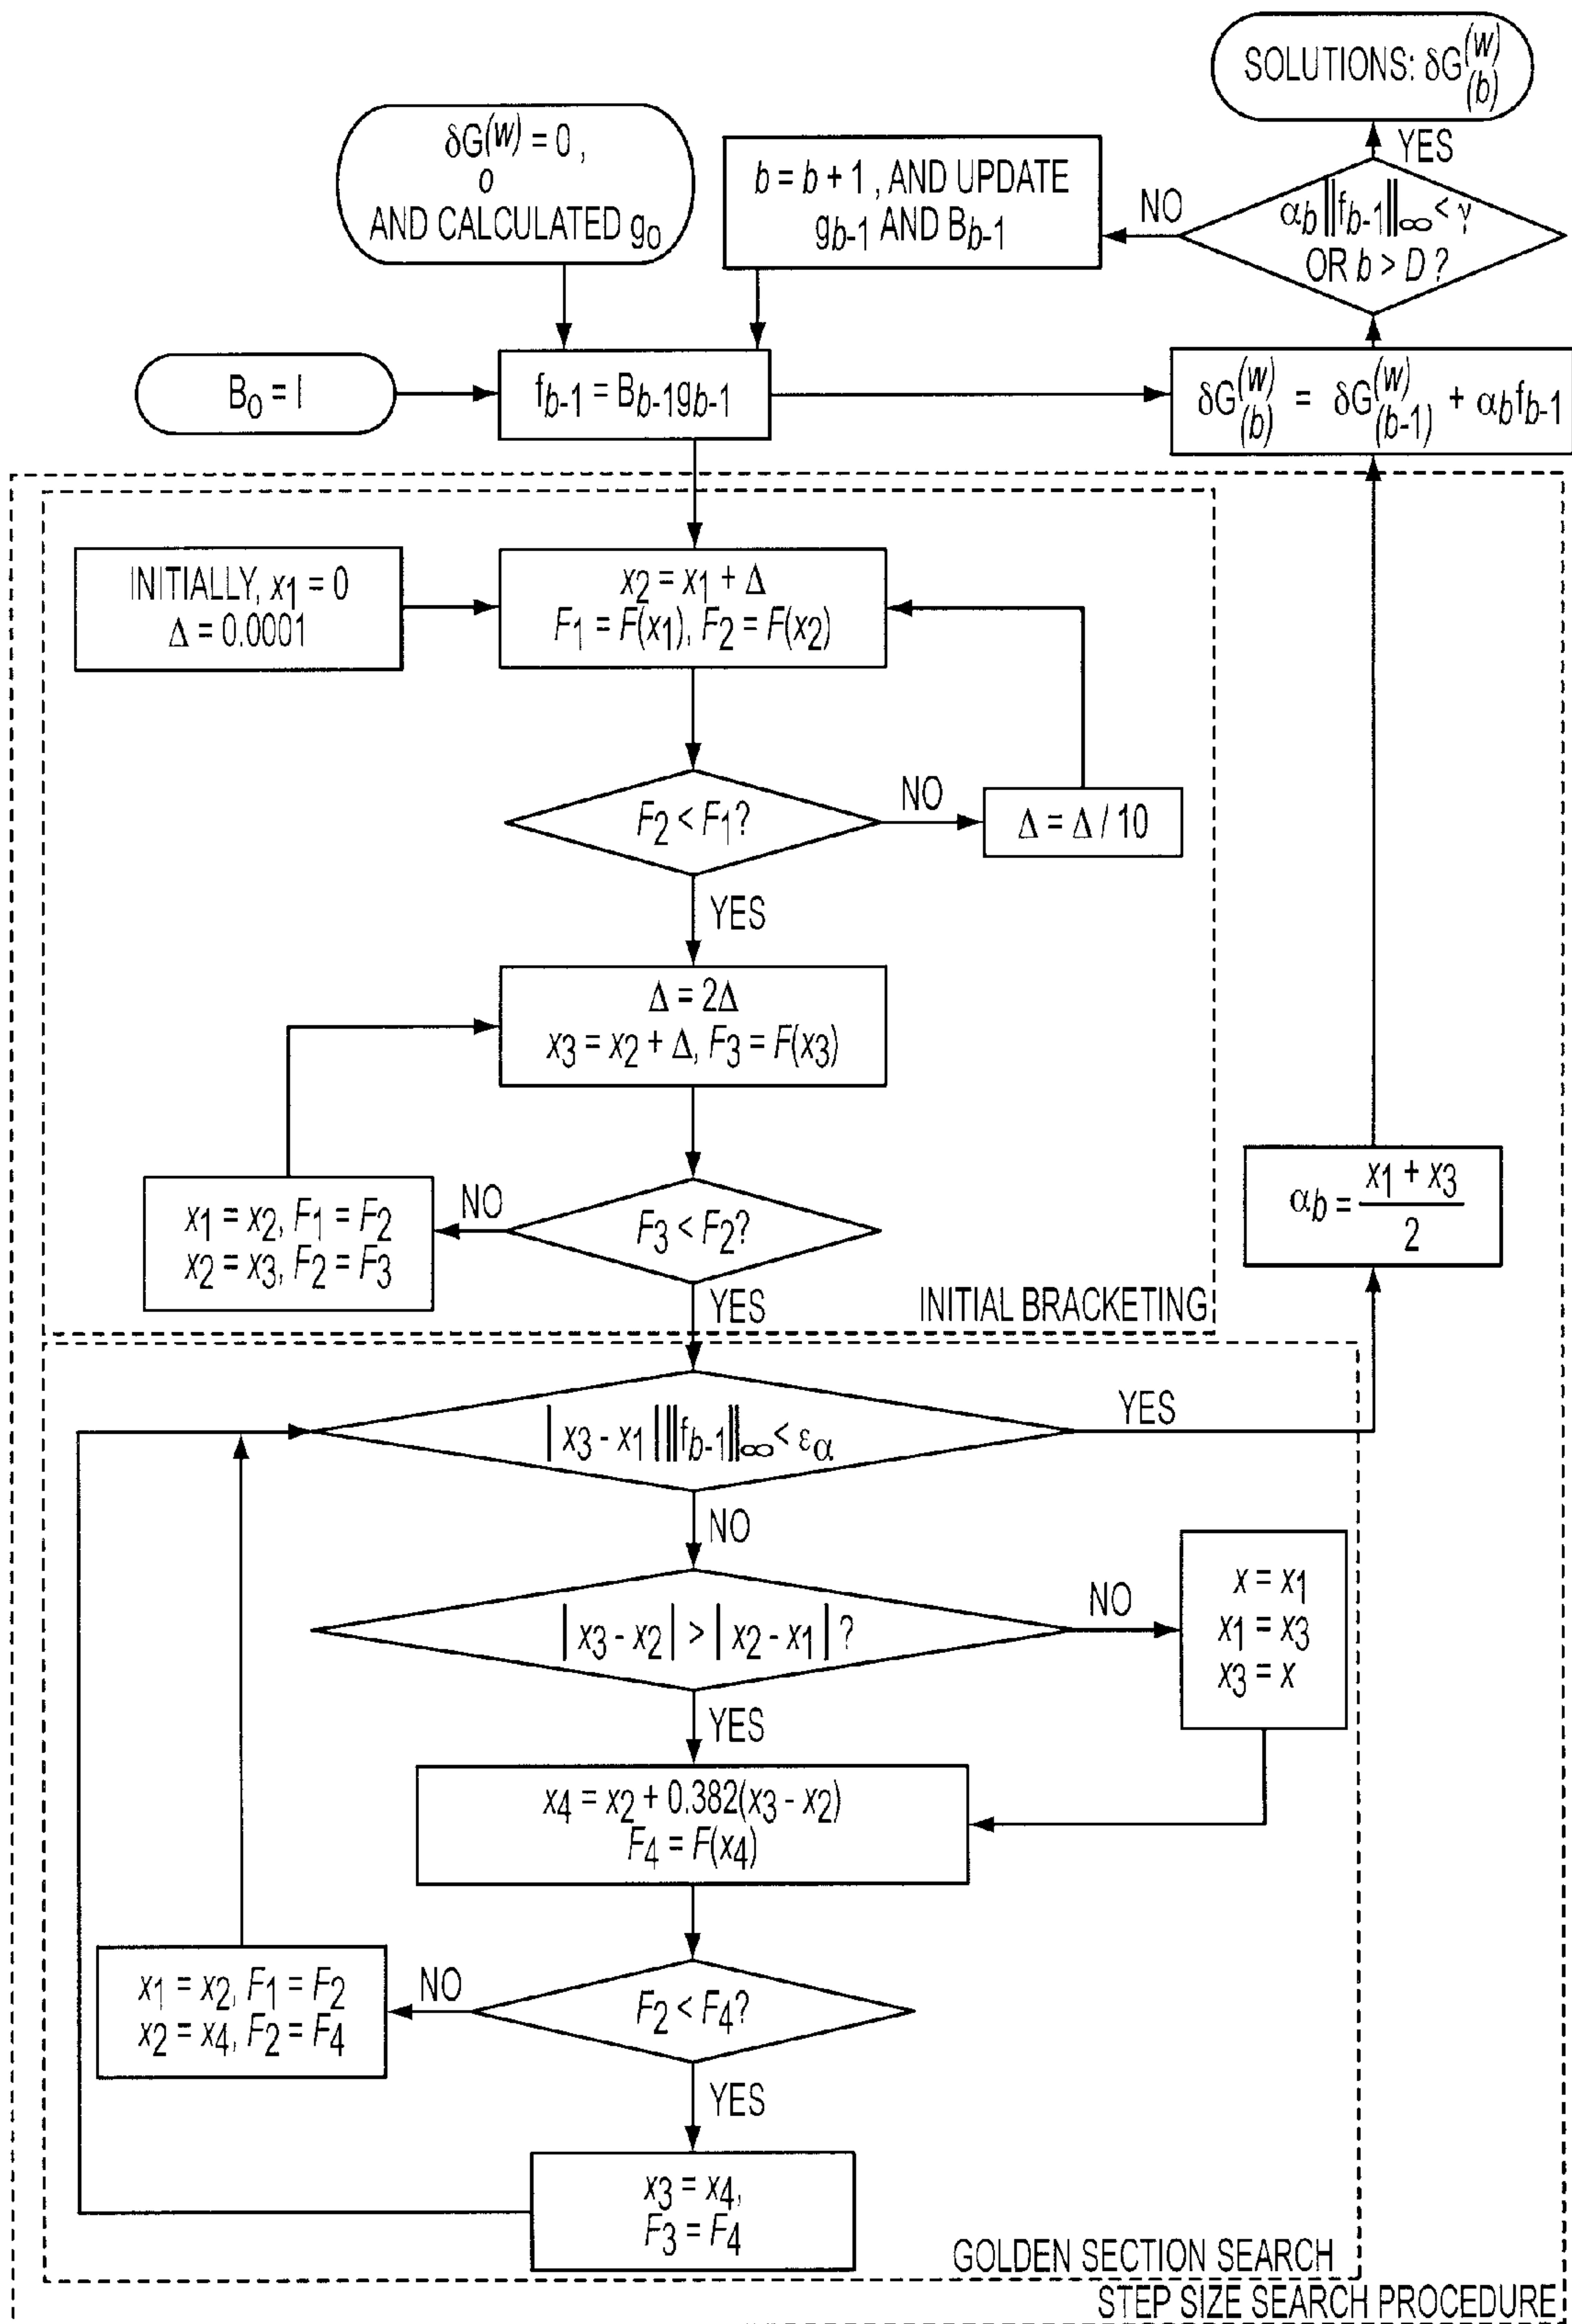 SOLUTIONS: δG(w)(b)
δG(w) = 0 ,
o
AND CALCULATED g0
b = b + 1 , AND UPDATE
gb-1 AND Bb-1
NO
YES
αb||fb-1||∞ < γ
OR b > D ?
B0 = I
fb-1 = Bb-1gb-1
δG(w)(b) = δG(w)(b-1) + αbfb-1
INITIALLY, x1 = 0
Δ = 0.0001
x2 = x1 + Δ
F1 = F(x1), F2 = F(x2)
F2 < F1?
NO
Δ = Δ / 10
YES
Δ = 2Δ
x3 = x2 + Δ, F3 = F(x3)
x1 = x2, F1 = F2
x2 = x3, F2 = F3
NO
F3 < F2?
YES
INITIAL BRACKETING
αb = x1 + x3
2
|x3 - x1|||fb-1||∞ < εα
YES
NO
|x3 - x2| > |x2 - x1| ?
NO
x = x1
x1 = x3
x3 = x
YES
x4 = x2 + 0.382(x3 - x2)
F4 = F(x4)
x1 = x2, F1 = F2
x2 = x4, F2 = F4
NO
F2 < F4?
YES
x3 = x4,
F3 = F4
GOLDEN SECTION SEARCH
STEP SIZE SEARCH PROCEDURE